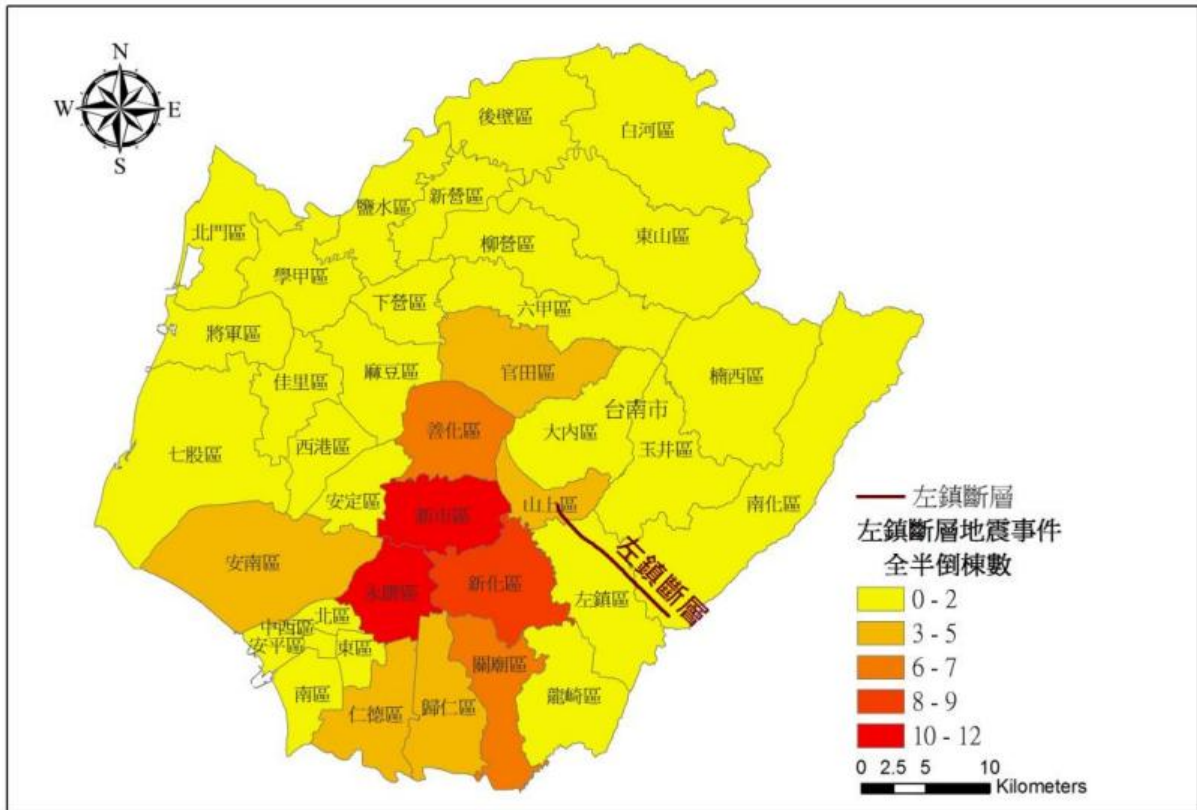 N
W E
S
後壁區
白河區
新營區
鹽水區
北門區
柳營區
東山區
學甲區
下營區
六甲區
將軍區
麻豆區
官田區
楠西區
佳里區
台南市
善化區
大內區
西港區
玉井區
七股區
安定區
山上區
南化區
新市區
左鎮斷層
安南區
新化區
永康區
左鎮區
北區
中西區
安平區
東區
關廟區
南區
龍崎區
仁德區
歸仁區
左鎮斷層
左鎮斷層地震事件
全半倒棟數
0 - 2
3 - 5
6 - 7
8 - 9
10 - 12
0 2.5 5 10
Kilometers